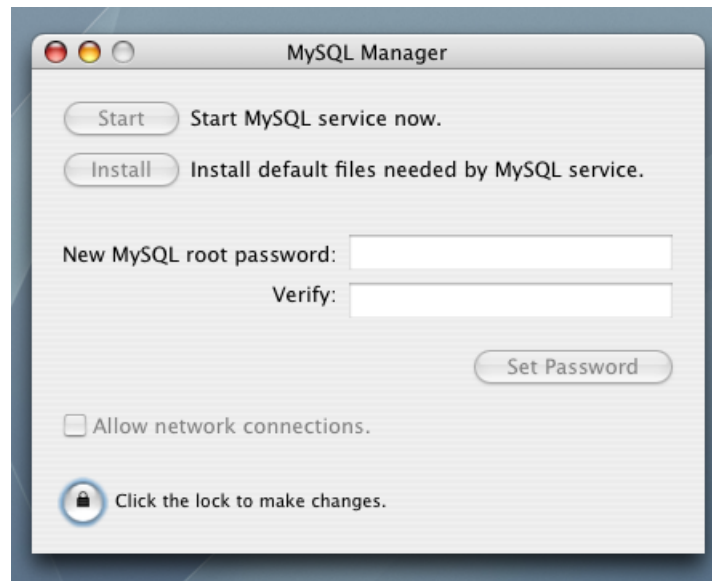 MySQL Manager
Start Start MySQL service now.
Install Install default files needed by MySQL service.
New MySQL root password:
Verify:
Set Password
Allow network connections.
Click the lock to make changes.